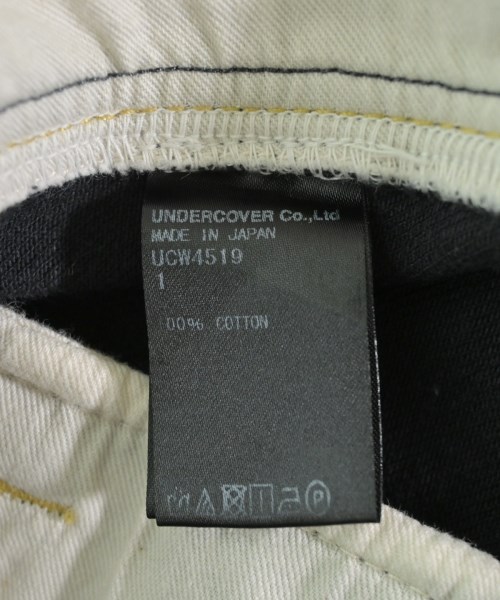 UNDERCOVER Co.,Ltd
MADE IN JAPAN
UCW4519
1
00% COTTON